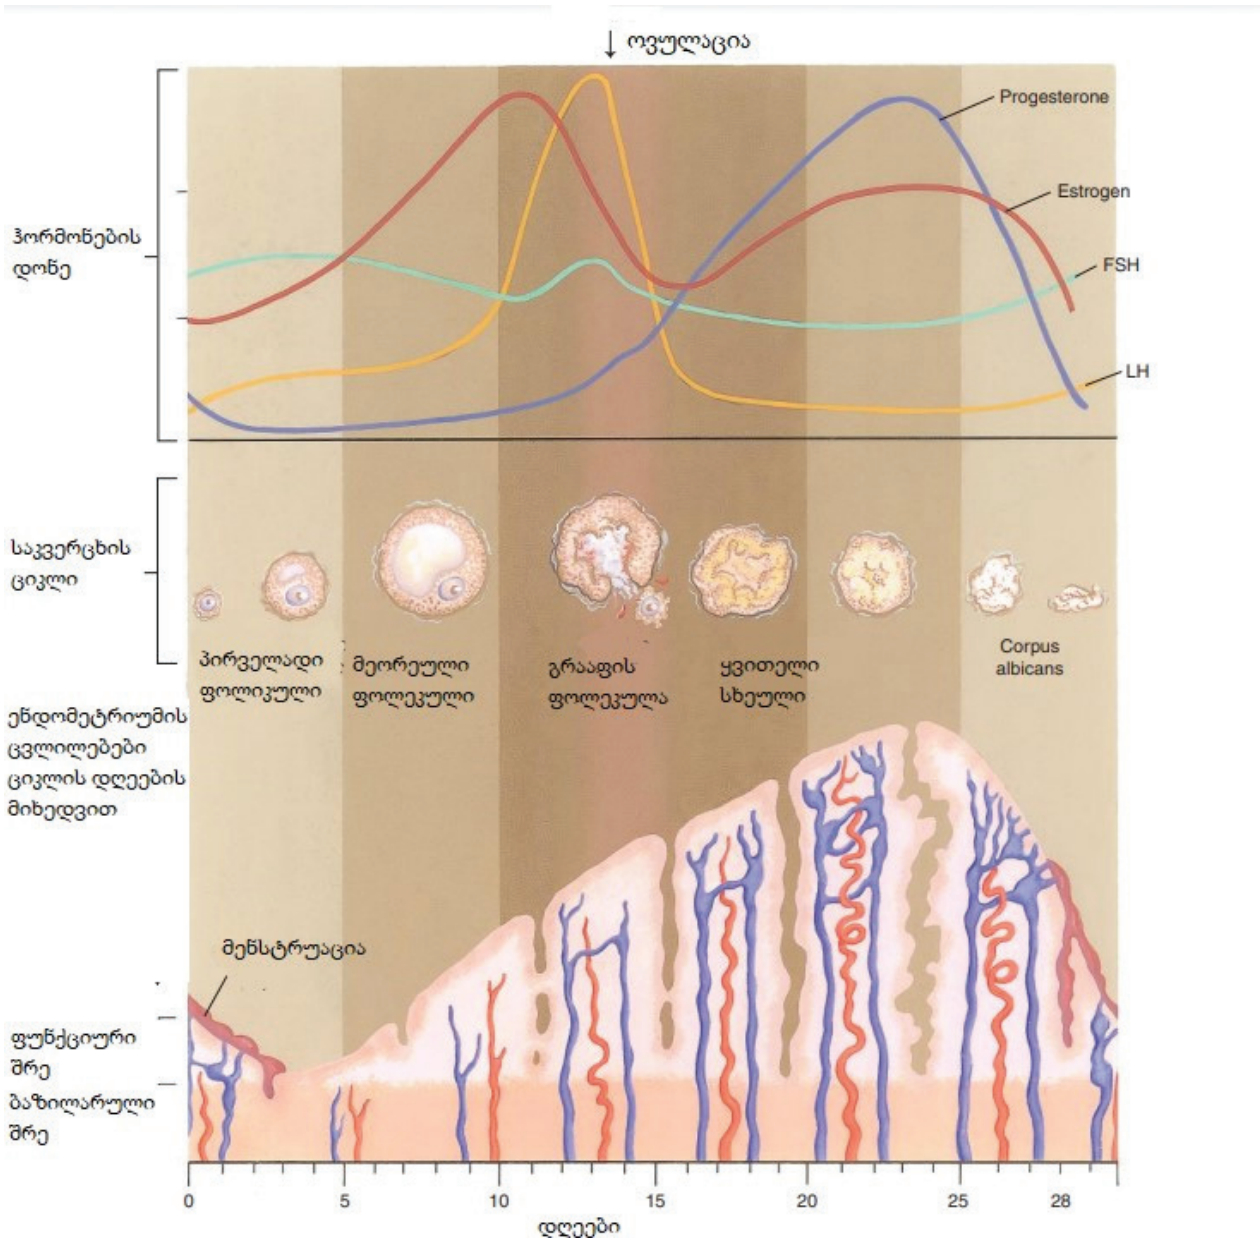 ოვულაცია
Progesterone
Estrogen
ჰორმონების
დონე
FSH
LH
საკვერცხის
ციკლი
პირველადი
ფოლიკული
მეორეული
ფოლეკული
გრააფის
ფოლეკულა
ყვითელი
სხეული
Corpus
albicans
ენდომეტრიუმის
ცვლილებები
ციკლის დღეების
მიხედვით
მენსტრუაცია
ფუნქციური
შრე
ბაზილარული
შრე
0 5 10 15 20 25 28
დღეები